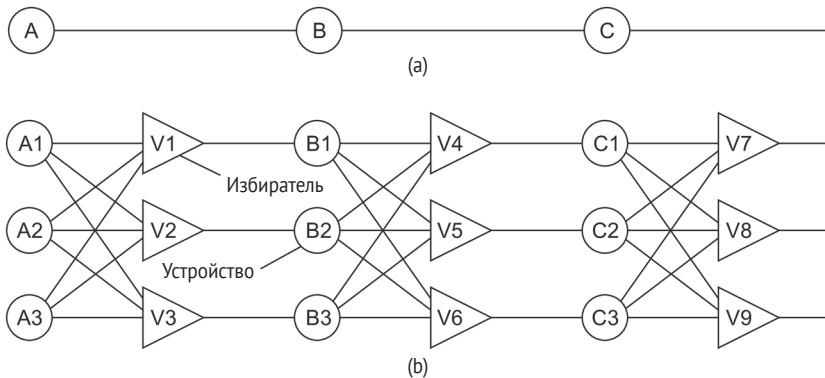 A B C
(a)
A1 V1 B1 V4 C1 V7
Избиратель
A2 V2 B2 V5 C2 V8
Устройство
A3 V3 B3 V6 C3 V9
(b)